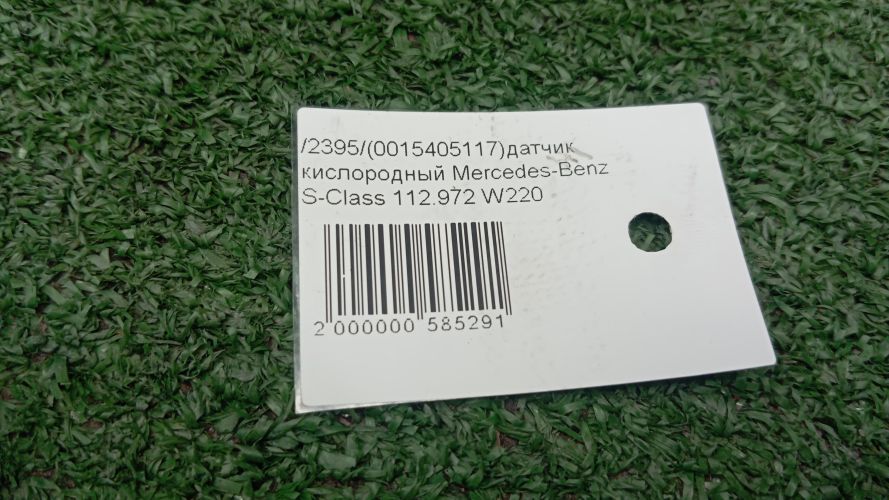 /2395/(0015405117)датчик
кислородный Mercedes-Benz
S-Class 112.972 W220
2 000000 585291